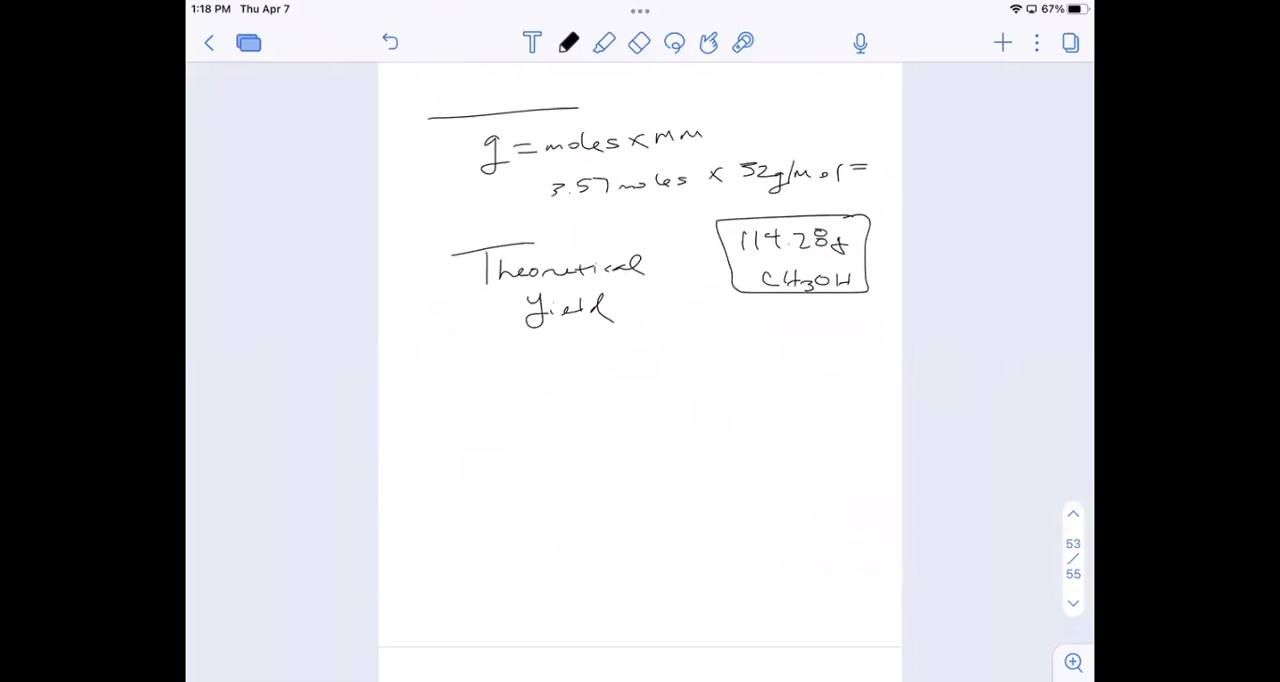 1:18 PM Thu Apr 7
67%
g = moles x MM
3.57 moles x 32g/mol =
114.28g
CH3OH
Theoretical
Yield
53
/
55